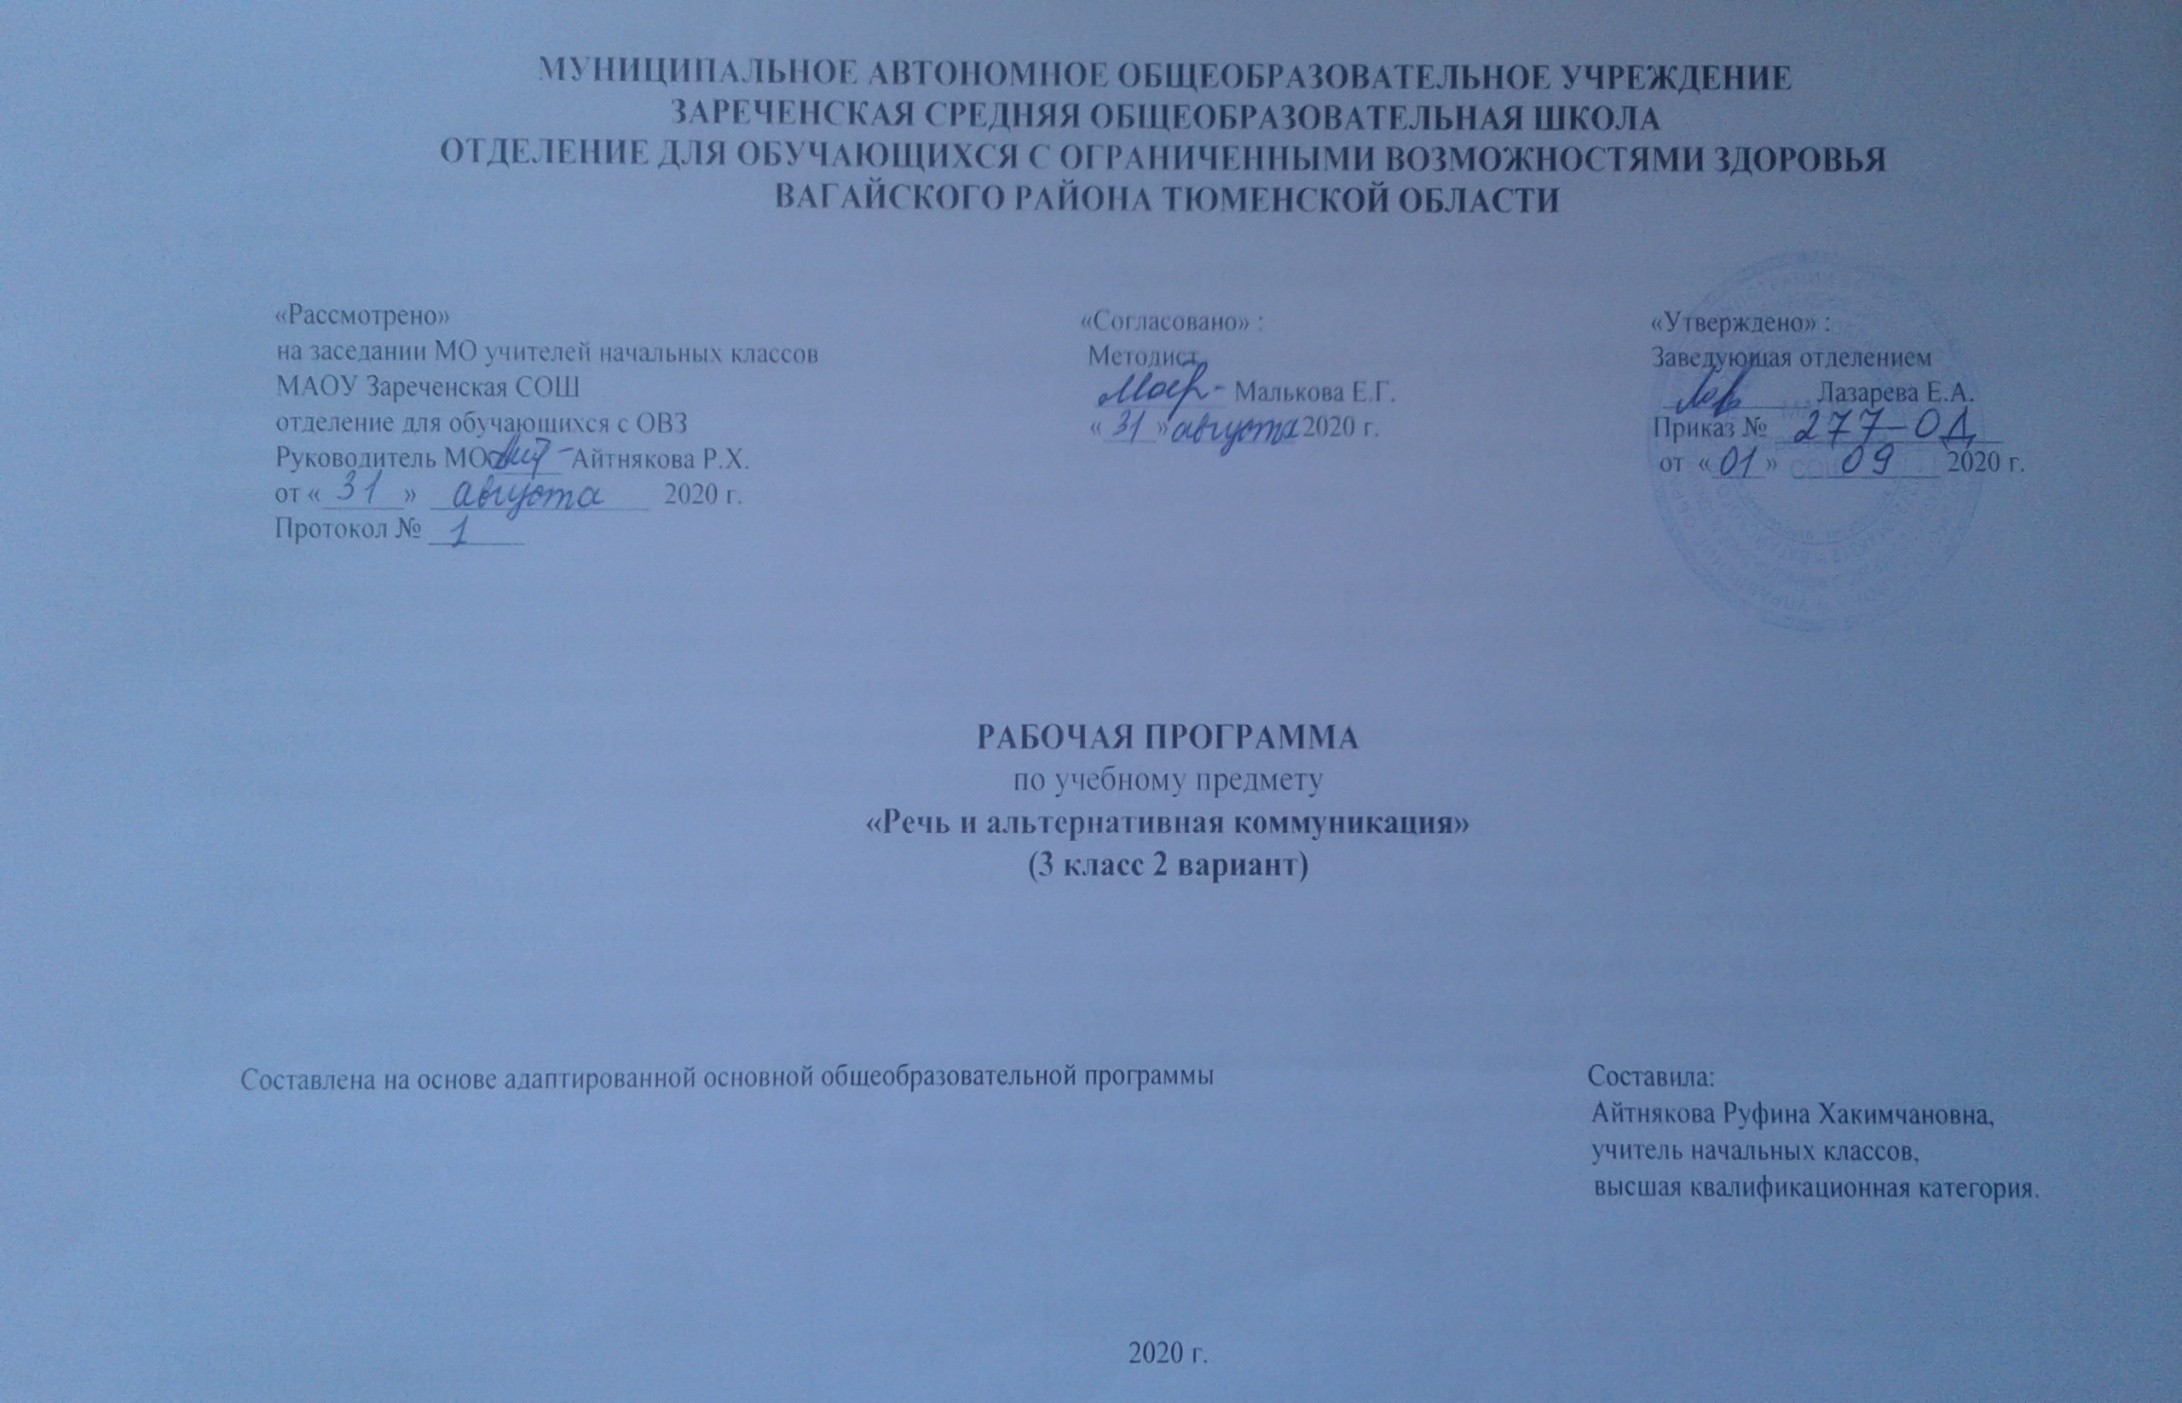 МУНИЦИПАЛЬНОЕ АВТОНОМНОЕ ОБЩЕОБРАЗОВАТЕЛЬНОЕ УЧРЕЖДЕНИЕ
ЗАРЕЧЕНСКАЯ СРЕДНЯЯ ОБЩЕОБРАЗОВАТЕЛЬНАЯ ШКОЛА
ОТДЕЛЕНИЕ ДЛЯ ОБУЧАЮЩИХСЯ С ОГРАНИЧЕННЫМИ ВОЗМОЖНОСТЯМИ ЗДОРОВЬЯ
ВАГАЙСКОГО РАЙОНА ТЮМЕНСКОЙ ОБЛАСТИ
«Рассмотрено»
на заседании МО учителей начальных классов
МАОУ Зареченская СОШ
отделение для обучающихся с ОВЗ
Руководитель МО Айтнякова Р.Х.
от «31» августа 2020 г.
Протокол № 1
«Согласовано» :
Методист
Малькова Е.Г.
«31» августа 2020 г.
«Утверждено» :
Заведующая отделением
Лазарева Е.А.
Приказ № 277-ОД
от «01» 09 2020 г.
РАБОЧАЯ ПРОГРАММА
по учебному предмету
«Речь и альтернативная коммуникация»
(3 класс 2 вариант)
Составлена на основе адаптированной основной общеобразовательной программы
Составила:
Айтнякова Руфина Хакимчановна,
учитель начальных классов,
высшая квалификационная категория.
2020 г.